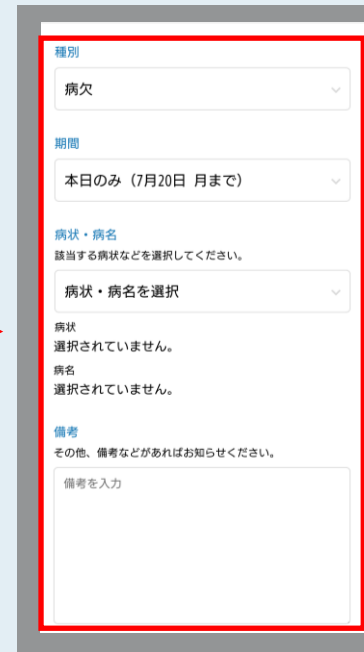 種別
病欠
期間
本日のみ（7月20日 月まで）
病状・病名
該当する病状などを選択してください。
病状・病名を選択
病状
選択されていません。
病名
選択されていません。
備考
その他、備考などがあればお知らせください。
備考を入力